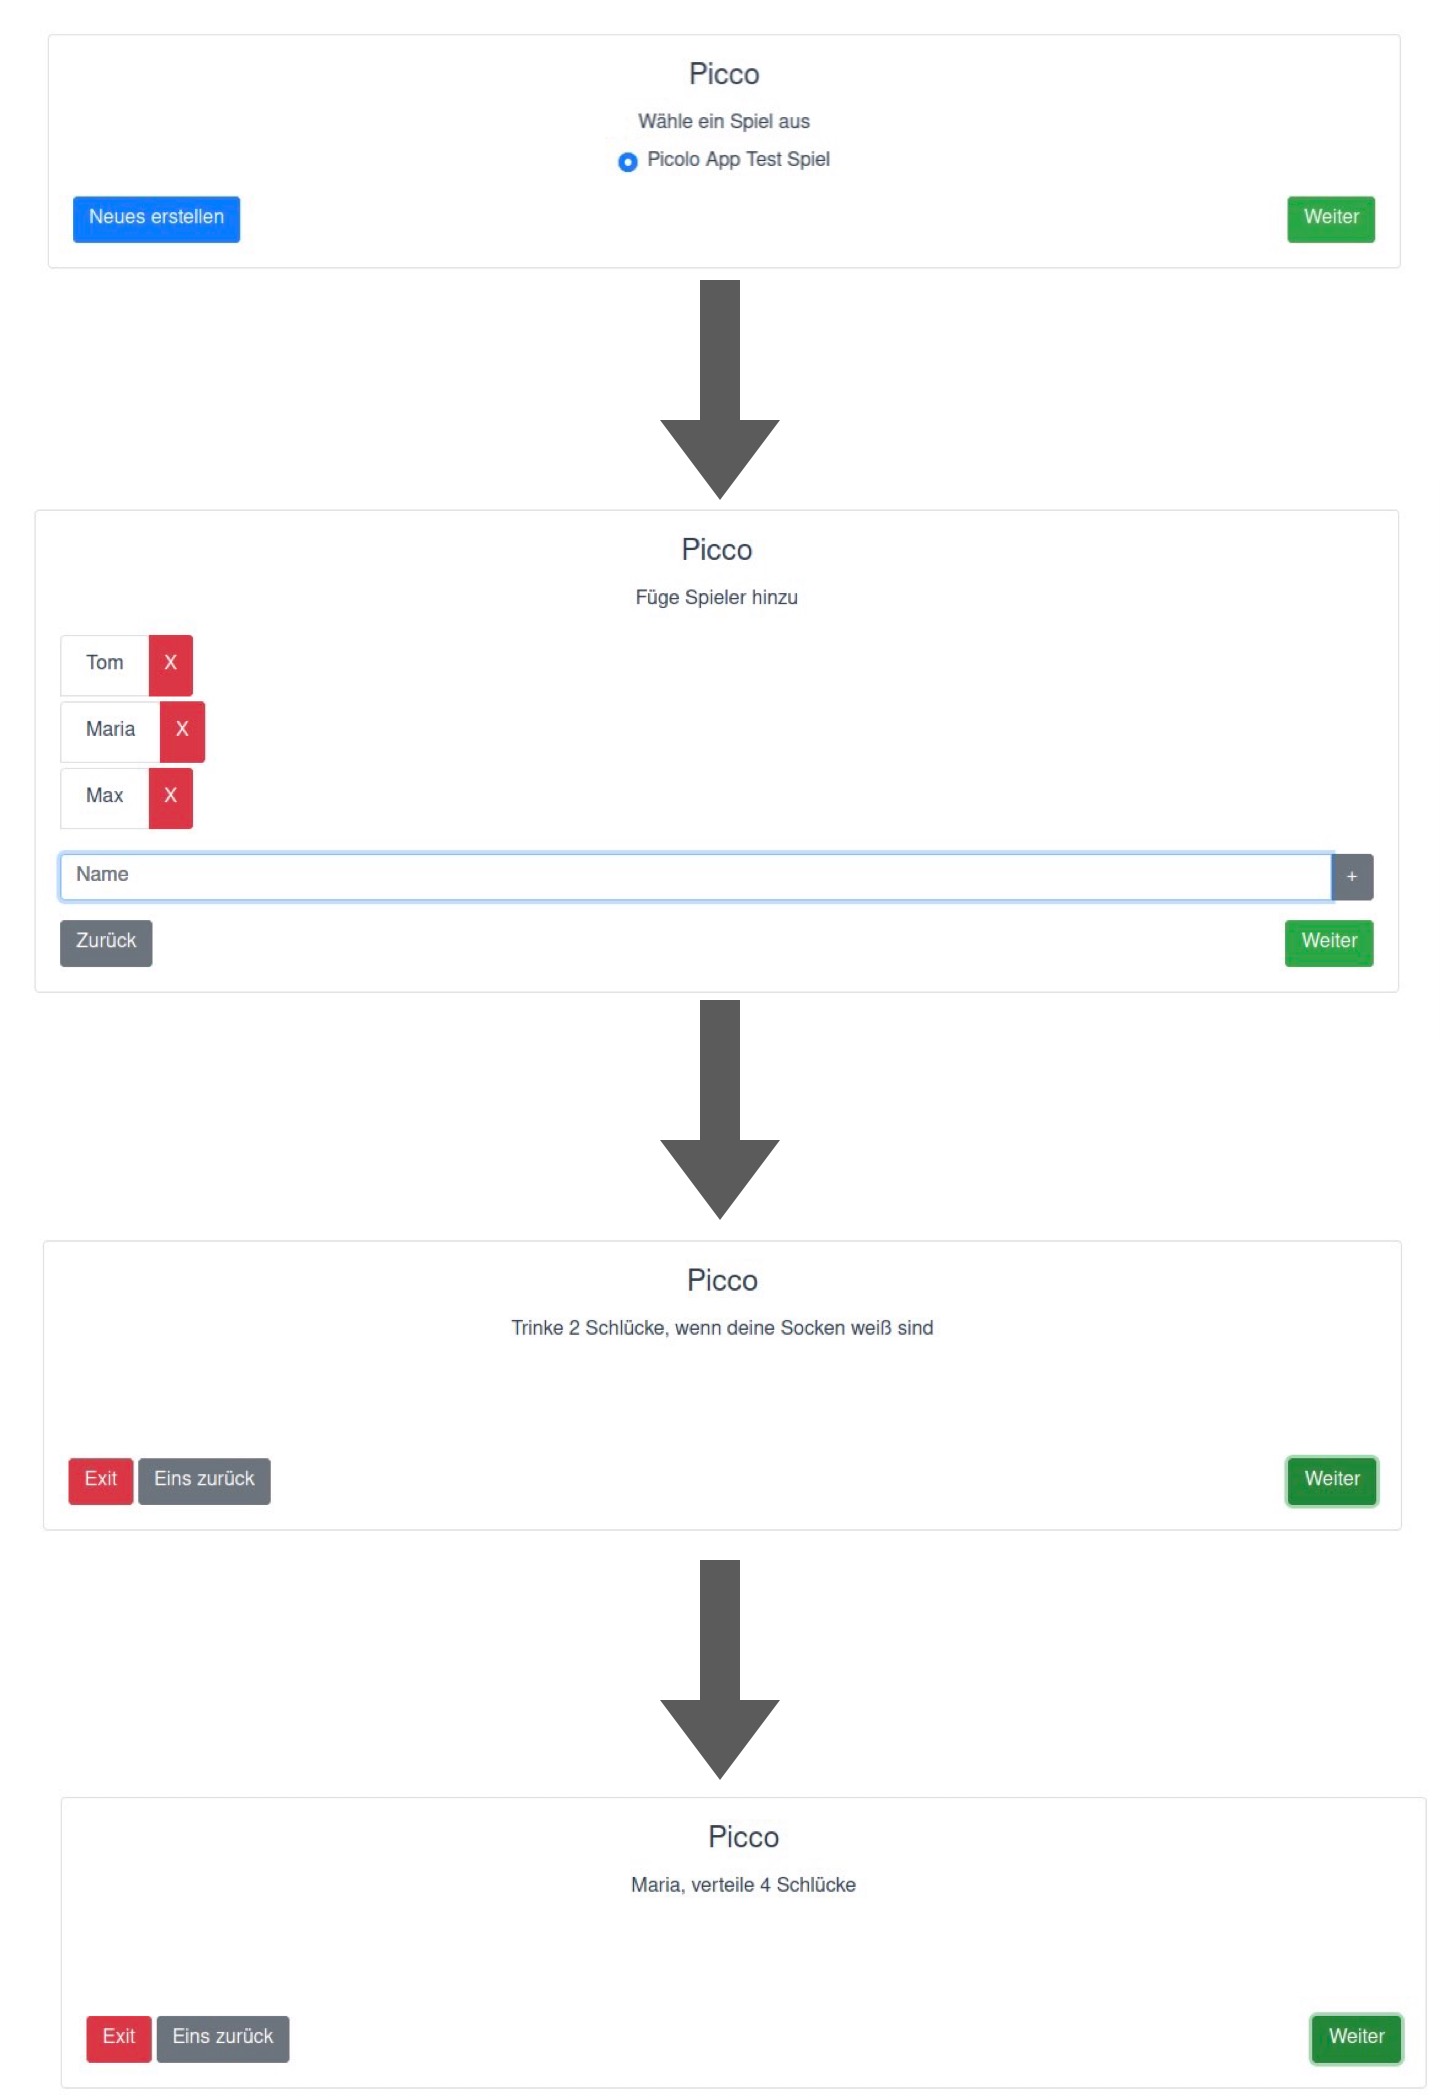 Picco
Wähle ein Spiel aus
Picolo App Test Spiel
Neues erstellen
Weiter
Picco
Füge Spieler hinzu
Tom X
Maria X
Max X
Name +
Zurück
Weiter
Picco
Trinke 2 Schlücke, wenn deine Socken weiß sind
Exit
Eins zurück
Weiter
Picco
Maria, verteile 4 Schlücke
Exit
Eins zurück
Weiter